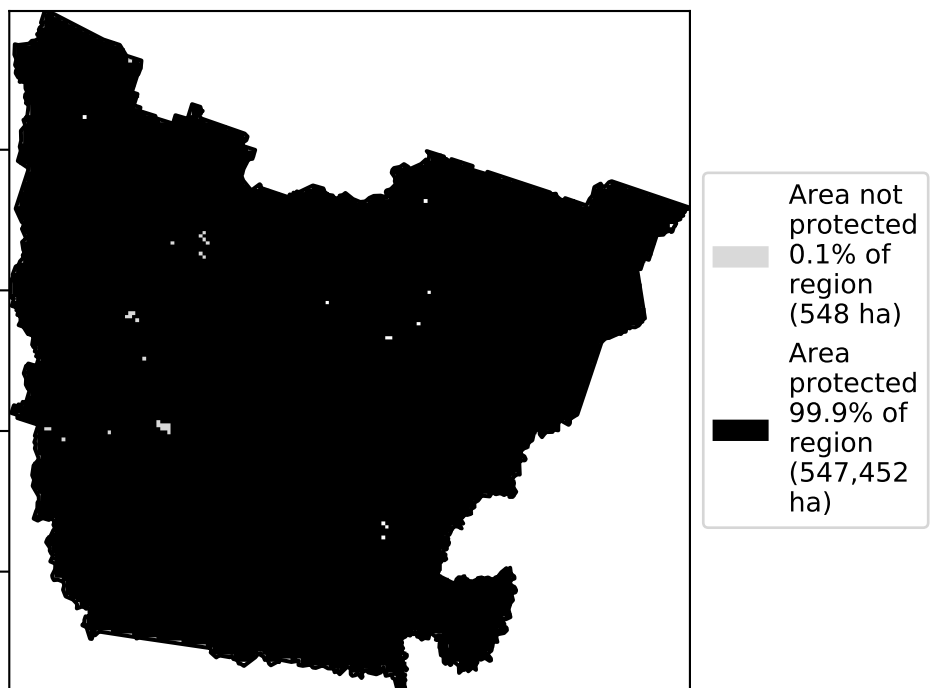 Area not
protected
0.1% of
region
(548 ha)
Area
protected
99.9% of
region
(547,452
ha)